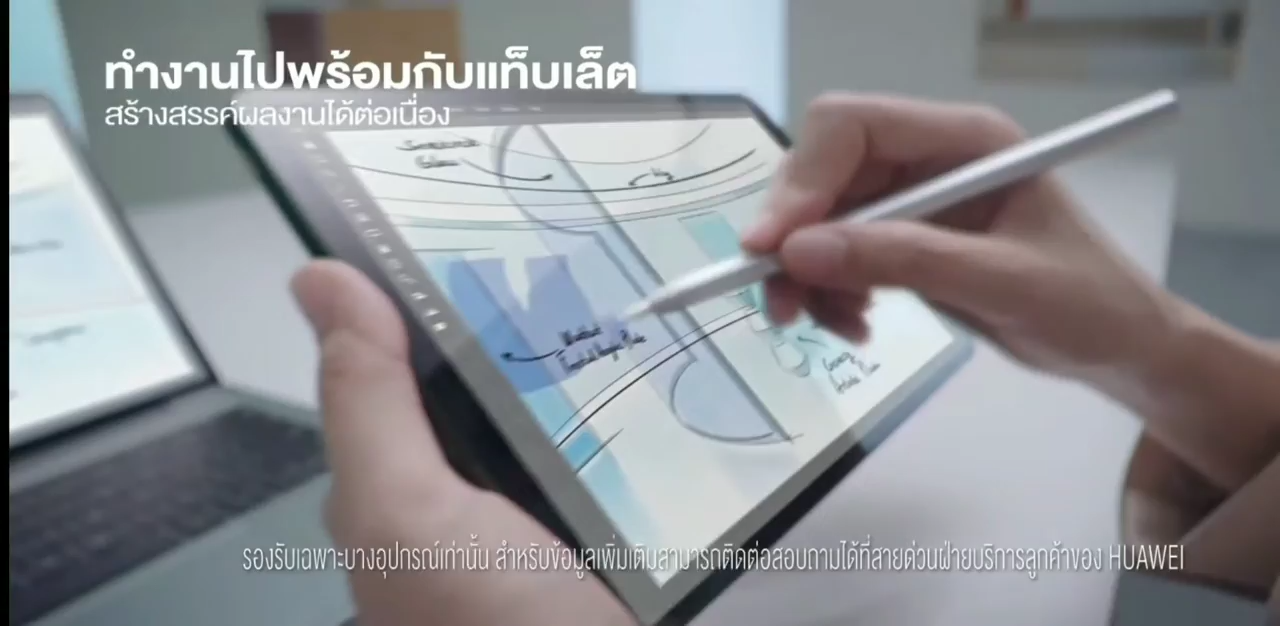 ทำงานไปพร้อมกับแท็บเล็ต
สร้างสรรค์ผลงานได้ต่อเนื่อง
รองรับเฉพาะบางอุปกรณ์เท่านั้น สำหรับข้อมูลเพิ่มเติมสามารถติดต่อสอบถามได้ที่สายด่วนฝ่ายบริการลูกค้าของ HUAWEI